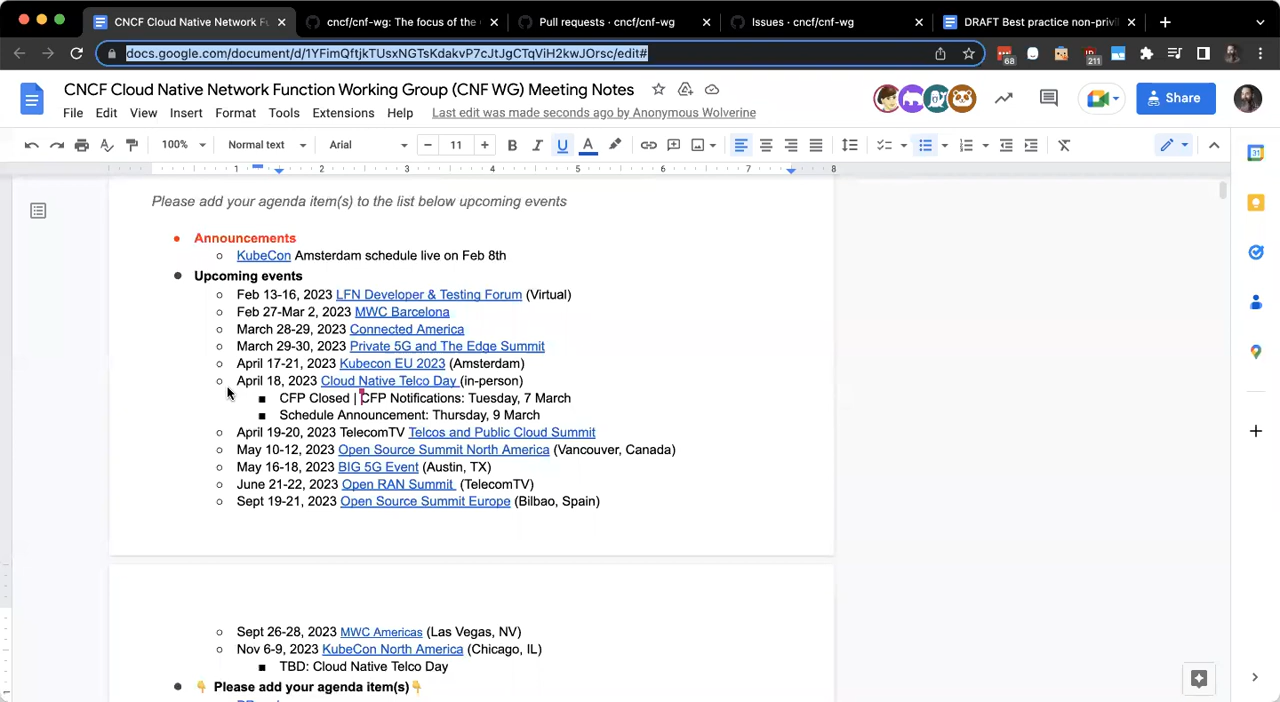 CNCF Cloud Native Network Fu
cncf/cnf-wg: The focus of the
Pull requests · cncf/cnf-wg
Issues · cncf/cnf-wg
DRAFT Best practice non-privil
docs.google.com/document/d/1YFimQftjkTUsxNGTsKdakvP7cJtJgCTqViH2kwJOrsc/edit#
68
211
CNCF Cloud Native Network Function Working Group (CNF WG) Meeting Notes
File Edit View Insert Format Tools Extensions Help Last edit was made seconds ago by Anonymous Wolverine
Share
100% Normal text Arial 11
1 2 3 4 5 6 7 8
Please add your agenda item(s) to the list below upcoming events
Announcements
KubeCon Amsterdam schedule live on Feb 8th
Upcoming events
Feb 13-16, 2023 LFN Developer & Testing Forum (Virtual)
Feb 27-Mar 2, 2023 MWC Barcelona
March 28-29, 2023 Connected America
March 29-30, 2023 Private 5G and The Edge Summit
April 17-21, 2023 Kubecon EU 2023 (Amsterdam)
April 18, 2023 Cloud Native Telco Day (in-person)
CFP Closed | CFP Notifications: Tuesday, 7 March
Schedule Announcement: Thursday, 9 March
April 19-20, 2023 TelecomTV Telcos and Public Cloud Summit
May 10-12, 2023 Open Source Summit North America (Vancouver, Canada)
May 16-18, 2023 BIG 5G Event (Austin, TX)
June 21-22, 2023 Open RAN Summit (TelecomTV)
Sept 19-21, 2023 Open Source Summit Europe (Bilbao, Spain)
Sept 26-28, 2023 MWC Americas (Las Vegas, NV)
Nov 6-9, 2023 KubeCon North America (Chicago, IL)
TBD: Cloud Native Telco Day
👇 Please add your agenda item(s)👇